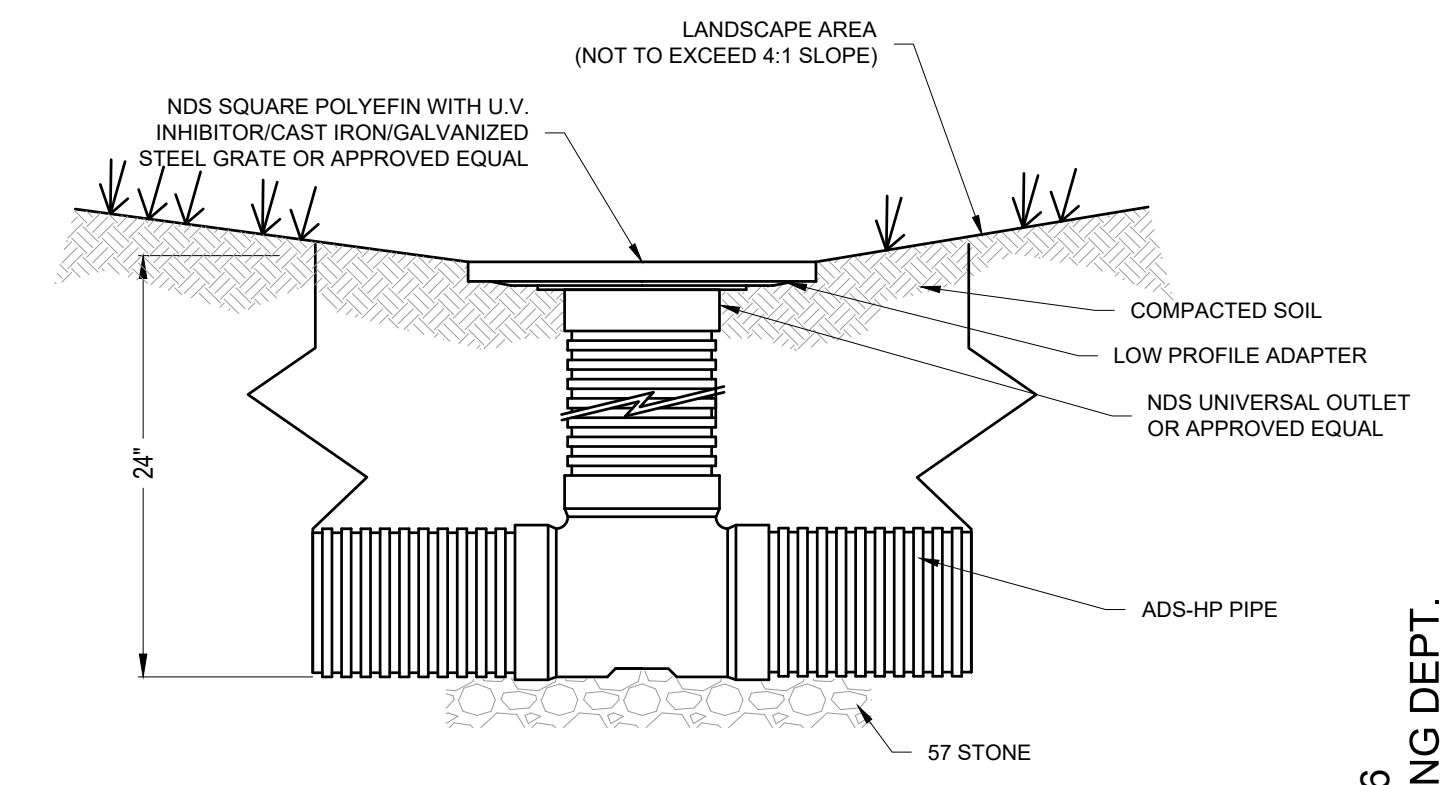 LANDSCAPE AREA
(NOT TO EXCEED 4:1 SLOPE)
NDS SQUARE POLYEFIN WITH U.V.
INHIBITOR/CAST IRON/GALVANIZED
STEEL GRATE OR APPROVED EQUAL
COMPACTED SOIL
LOW PROFILE ADAPTER
NDS UNIVERSAL OUTLET
OR APPROVED EQUAL
24"
ADS-HP PIPE
57 STONE
DEPT.